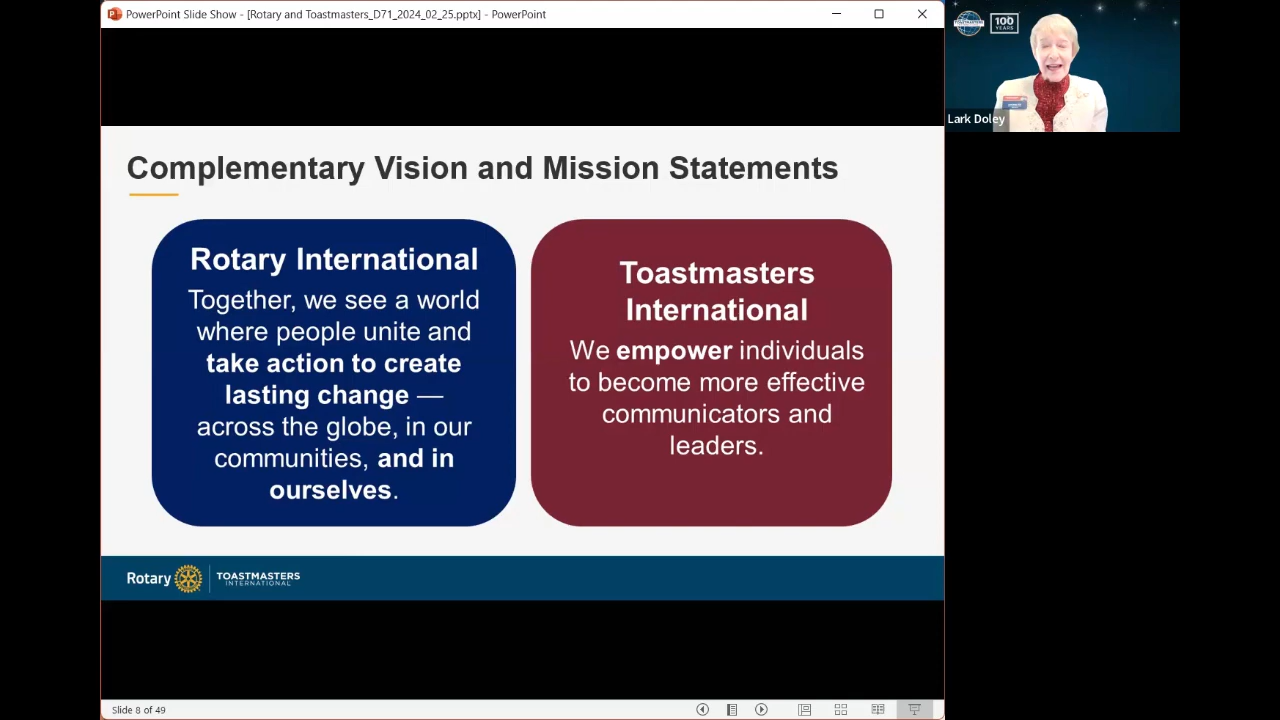 PowerPoint Slide Show - [Rotary and Toastmasters_D71_2024_02_25.pptx] - PowerPoint
TOASTMASTERS
100
YEARS
Lark Doley
Complementary Vision and Mission Statements
Rotary International
Together, we see a world
where people unite and
take action to create
lasting change —
across the globe, in our
communities, and in
ourselves.
Toastmasters
International
We empower individuals
to become more effective
communicators and
leaders.
Rotary
TOASTMASTERS
INTERNATIONAL
Slide 8 of 49